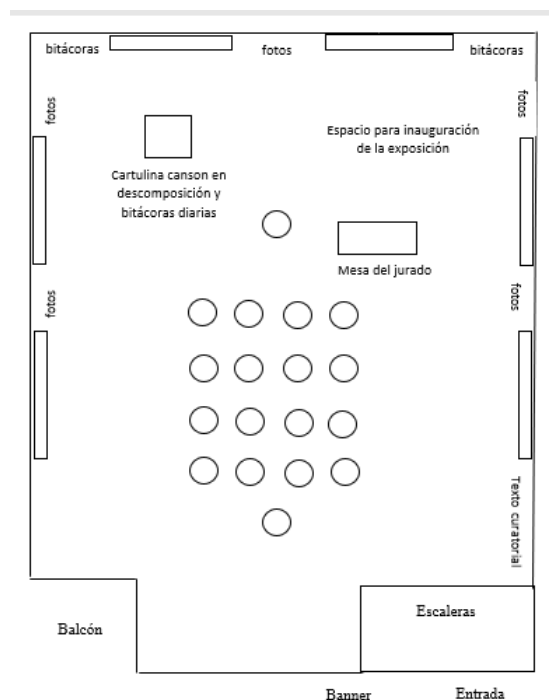 bitácoras
fotos
bitácoras
fotos
fotos
Espacio para inauguración
de la exposición
Cartulina canson en
descomposición y
bitácoras diarias
Mesa del jurado
fotos
fotos
Texto curatorial
Escaleras
Balcón
Banner
Entrada